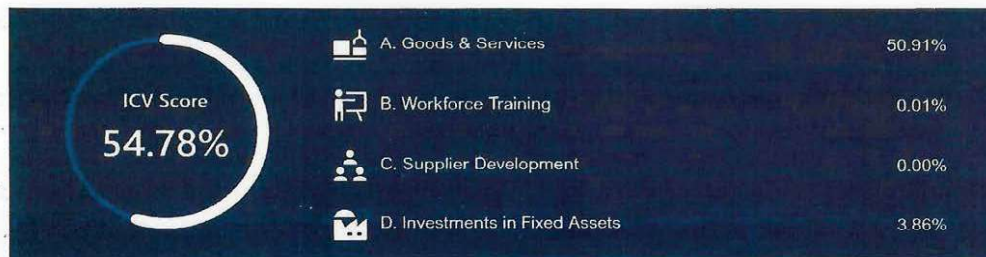 ICV Score
54.78%
A. Goods & Services 50.91%
B. Workforce Training 0.01%
C. Supplier Development 0.00%
D. Investments in Fixed Assets 3.86%